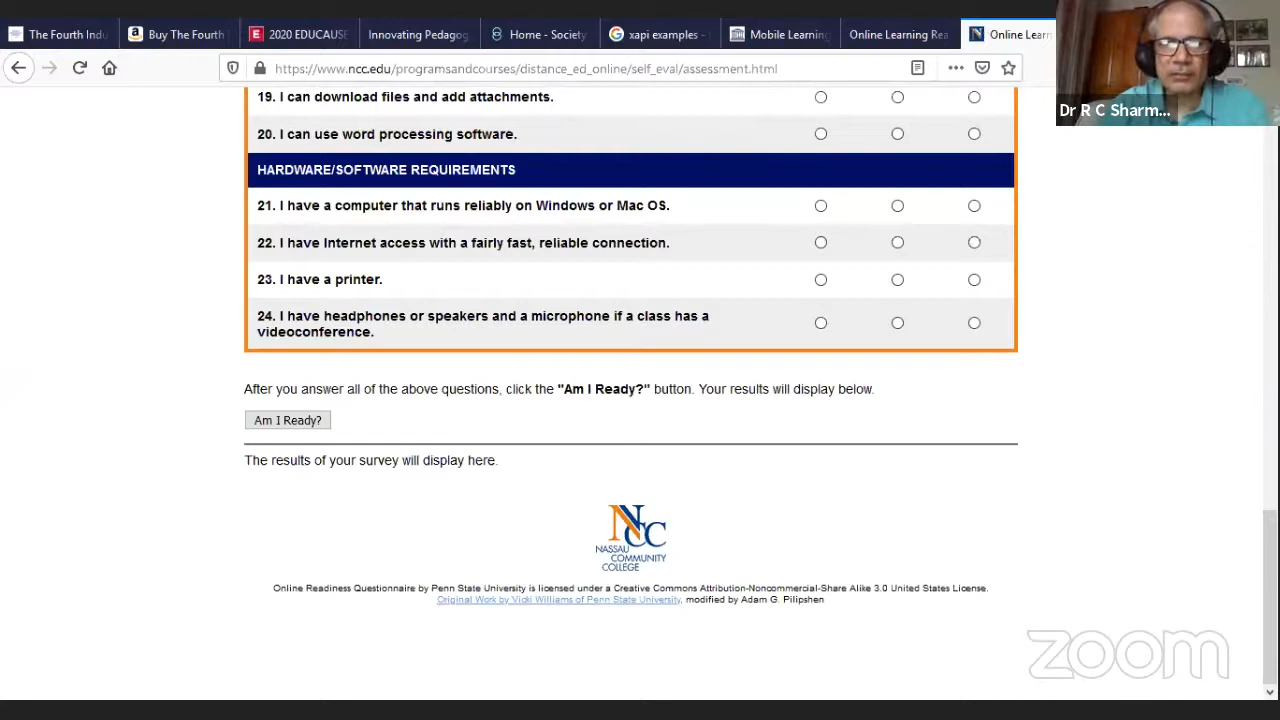 The Fourth Indu
Buy The Fourth
2020 EDUCAUSE
Innovating Pedagog
Home - Society
xapi examples -
Mobile Learning
Online Learning Rea
Online Learn
https://www.ncc.edu/programsandcourses/distance_ed_online/self_eval/assessment.html
Dr R C Sharm...
19. I can download files and add attachments.
20. I can use word processing software.
HARDWARE/SOFTWARE REQUIREMENTS
21. I have a computer that runs reliably on Windows or Mac OS.
22. I have Internet access with a fairly fast, reliable connection.
23. I have a printer.
24. I have headphones or speakers and a microphone if a class has a
videoconference.
After you answer all of the above questions, click the "Am I Ready?" button. Your results will display below.
Am I Ready?
The results of your survey will display here.
NCC
NASSAU
COMMUNITY
COLLEGE
Online Readiness Questionnaire by Penn State University is licensed under a Creative Commons Attribution-Noncommercial-Share Alike 3.0 United States License.
Original Work by Vicki Williams of Penn State University, modified by Adam G. Pilipshen
zoom